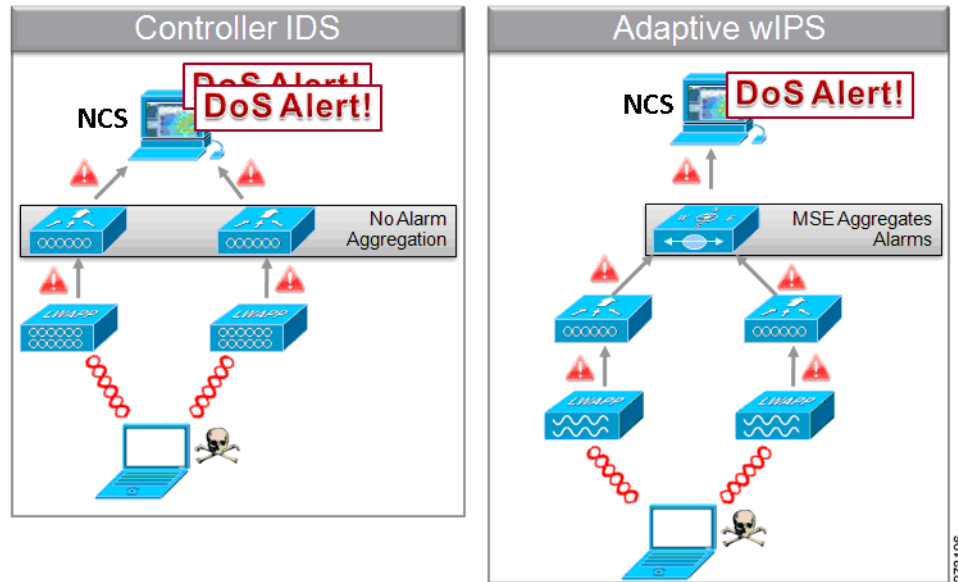 Controller IDS
DoS Alert!
DoS Alert!
NCS
No Alarm
Aggregation
LWAPP
LWAPP
Adaptive wIPS
DoS Alert!
NCS
MSE Aggregates
Alarms
LWAPP
LWAPP